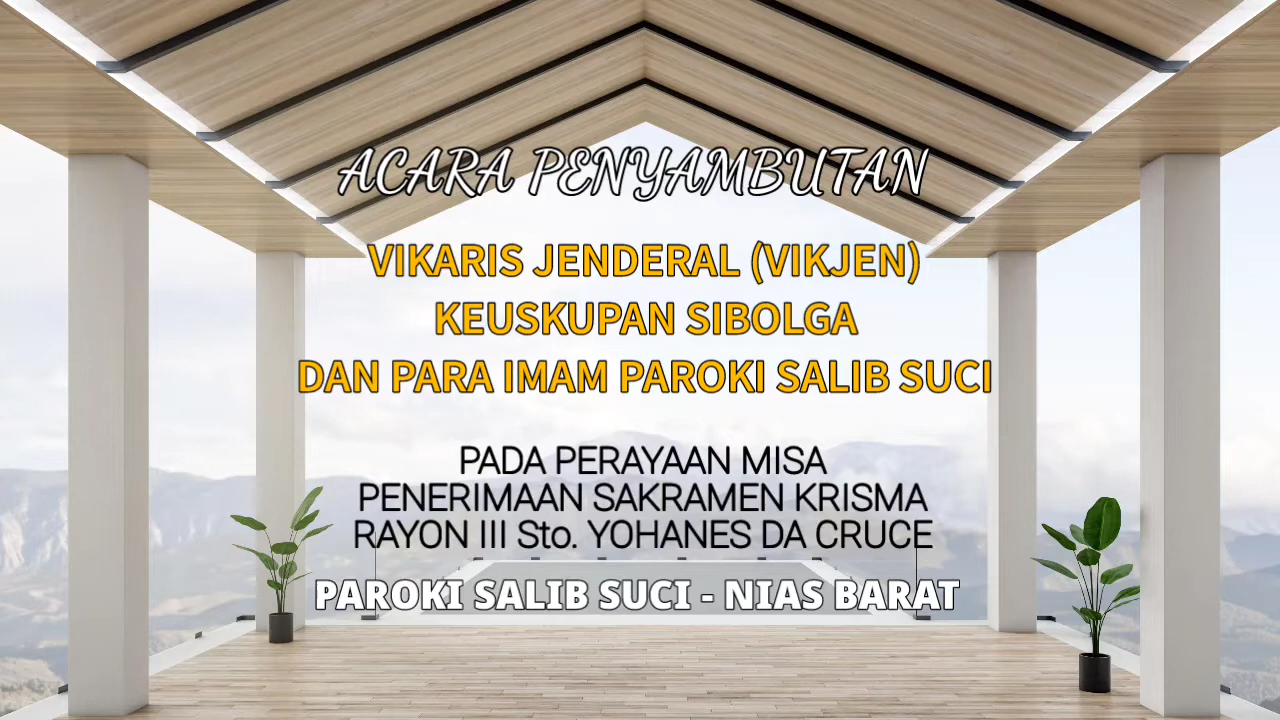 ACARA PENYAMBUTAN
VIKARIS JENDERAL (VIKJEN)
KEUSKUPAN SIBOLGA
DAN PARA IMAM PAROKI SALIB SUCI
PADA PERAYAAN MISA
PENERIMAAN SAKRAMEN KRISMA
RAYON III Sto. YOHANES DA CRUCE
PAROKI SALIB SUCI - NIAS BARAT